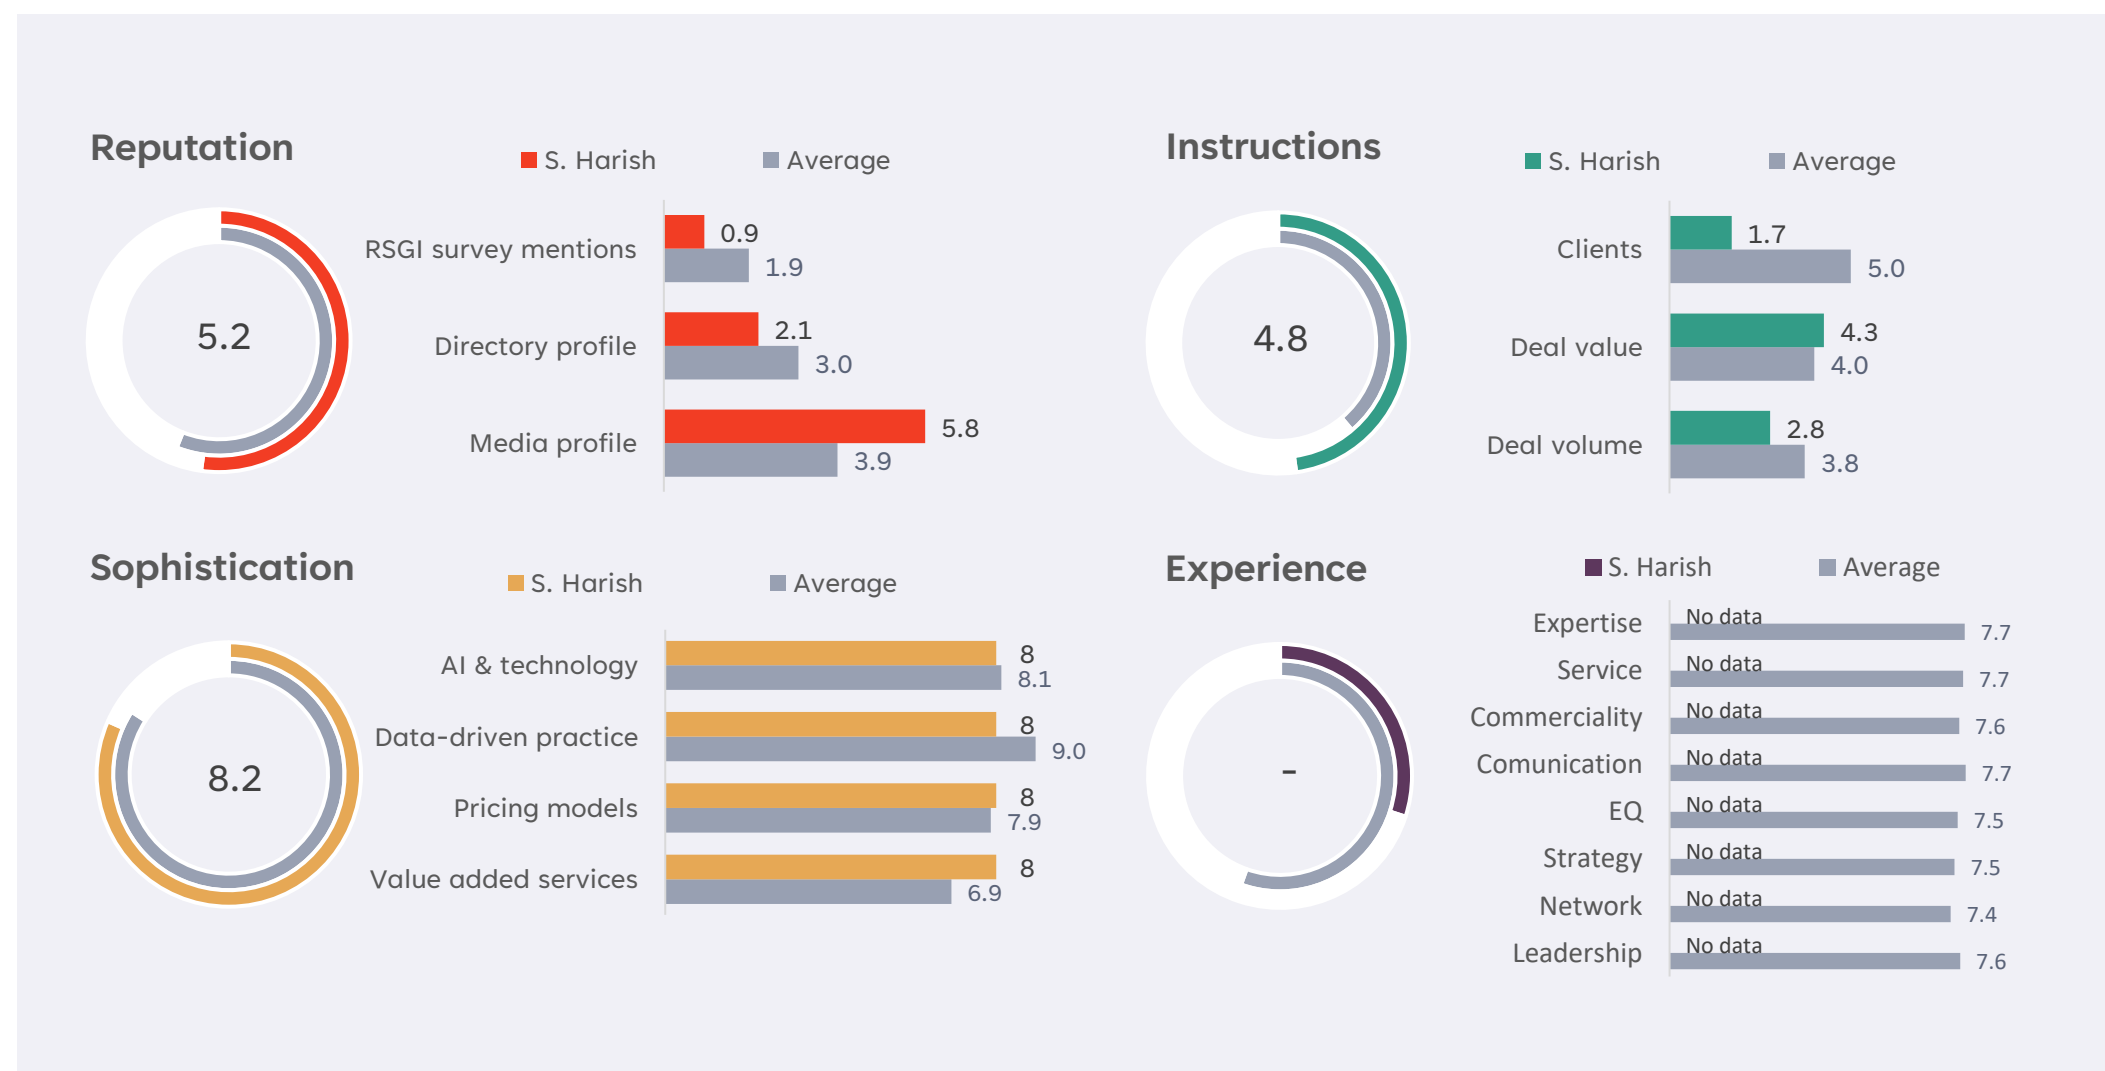 Reputation
S. Harish Average
RSGI survey mentions 0.9
1.9
Directory profile 2.1
3.0
Media profile 5.8
3.9
5.2
Instructions
S. Harish Average
Clients 1.7
5.0
Deal value 4.3
4.0
Deal volume 2.8
3.8
4.8
Sophistication
S. Harish Average
AI & technology 8
8.1
Data-driven practice 8
9.0
Pricing models 8
7.9
Value added services 8
6.9
8.2
Experience
S. Harish Average
Expertise No data 7.7
Service No data 7.7
Commerciality No data 7.6
Comunication No data 7.7
EQ No data 7.5
Strategy No data 7.5
Network No data 7.4
Leadership No data 7.6
-